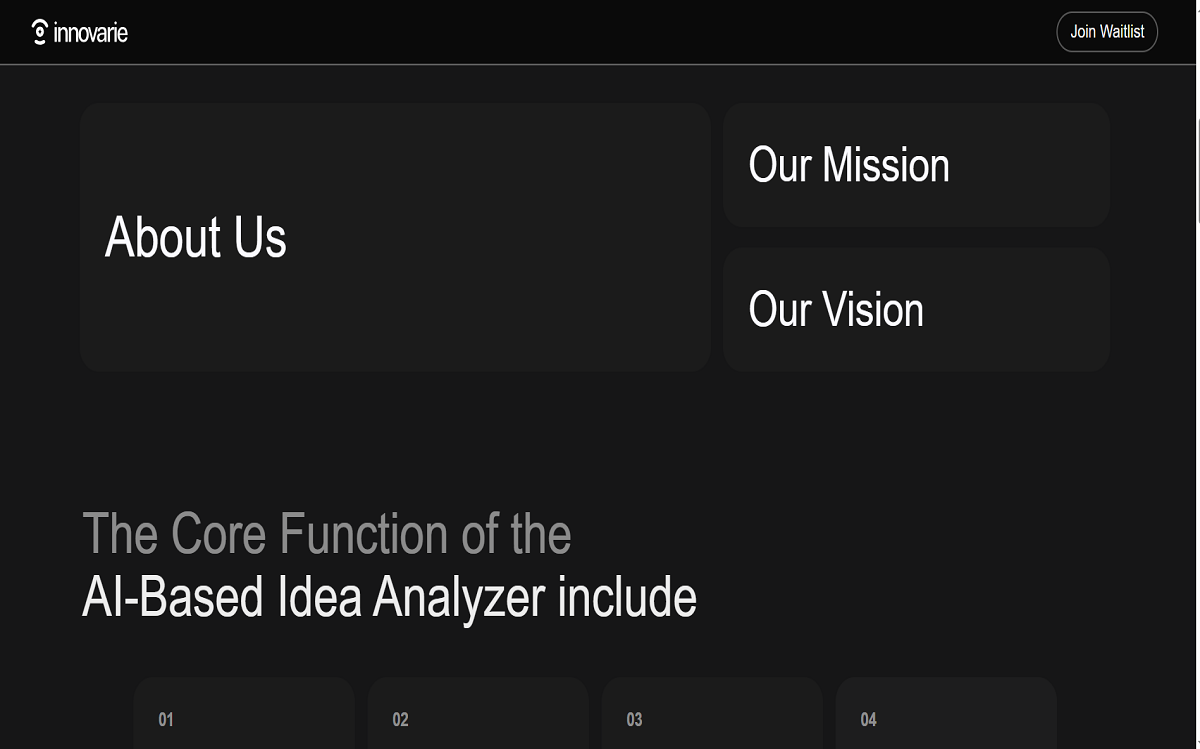 innovarie
Join Waitlist
About Us
Our Mission
Our Vision
The Core Function of the
AI-Based Idea Analyzer include
01
02
03
04